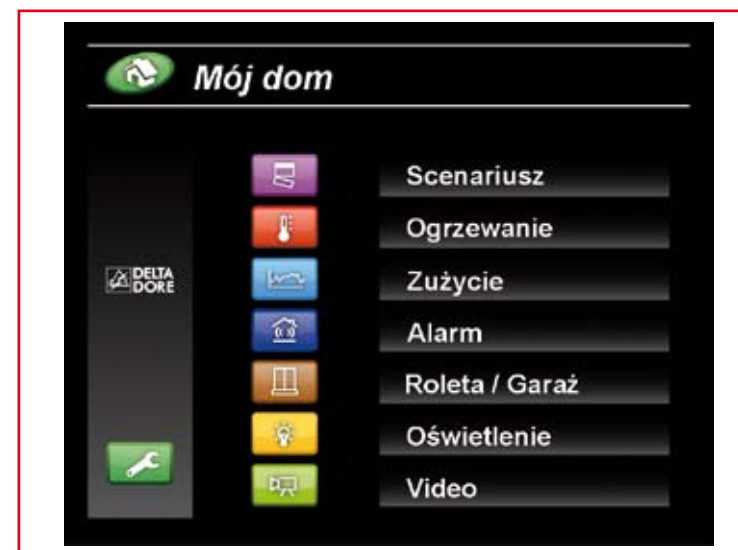 Mój dom
Scenariusz
Ogrzewanie
DELTA
DORE
Zużycie
Alarm
Roleta / Garaż
Oświetlenie
Video